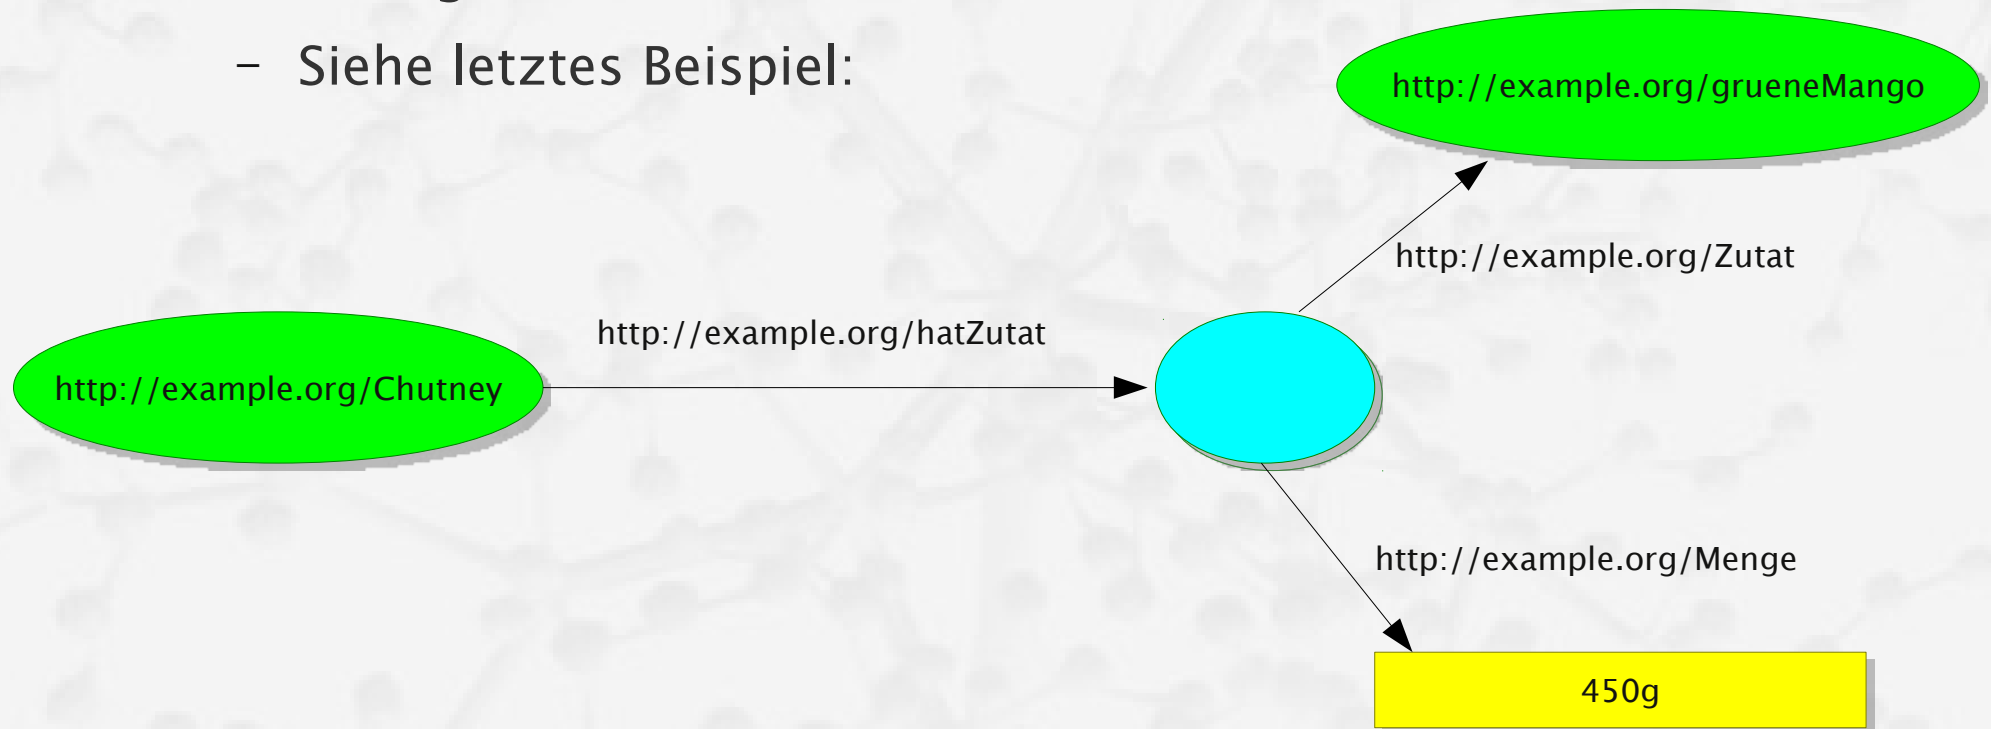 – Siehe letztes Beispiel:
http://example.org/grueneMango
http://example.org/Zutat
http://example.org/hatZutat
http://example.org/Chutney
http://example.org/Menge
450g